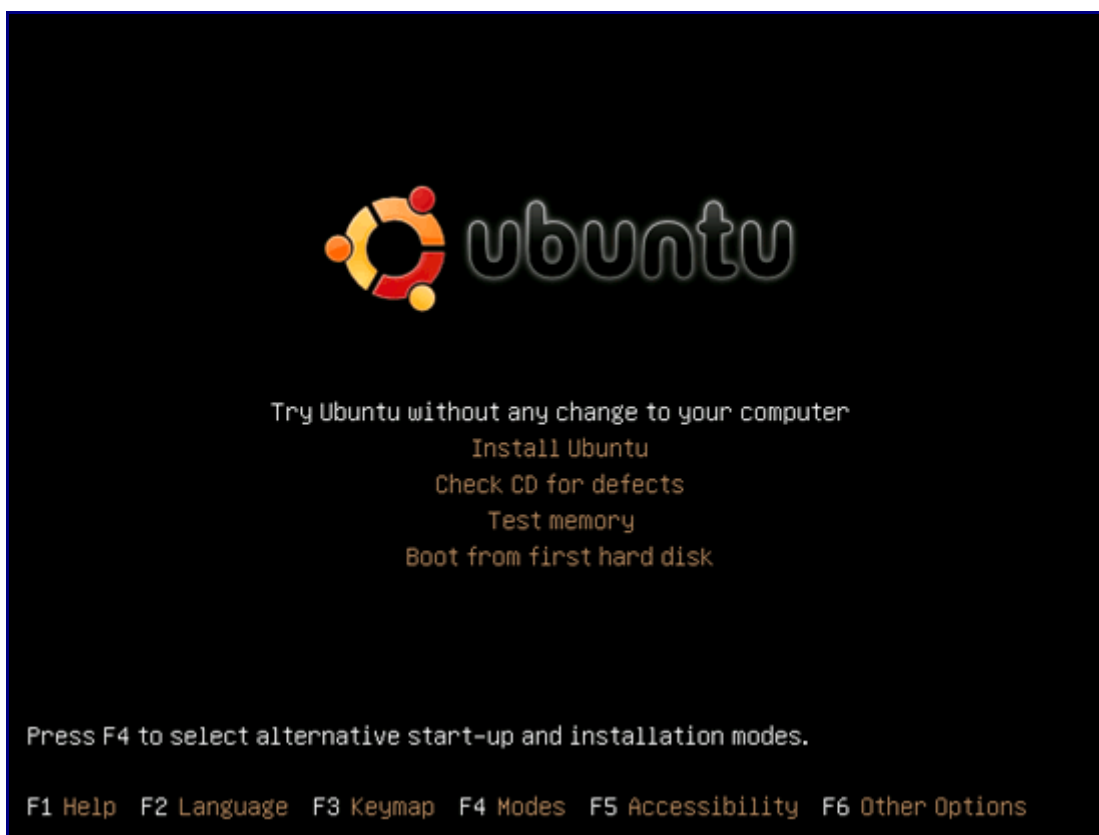 ubuntu
Try Ubuntu without any change to your computer
Install Ubuntu
Check CD for defects
Test memory
Boot from first hard disk
Press F4 to select alternative start-up and installation modes.
F1 Help F2 Language F3 Keymap F4 Modes F5 Accessibility F6 Other Options